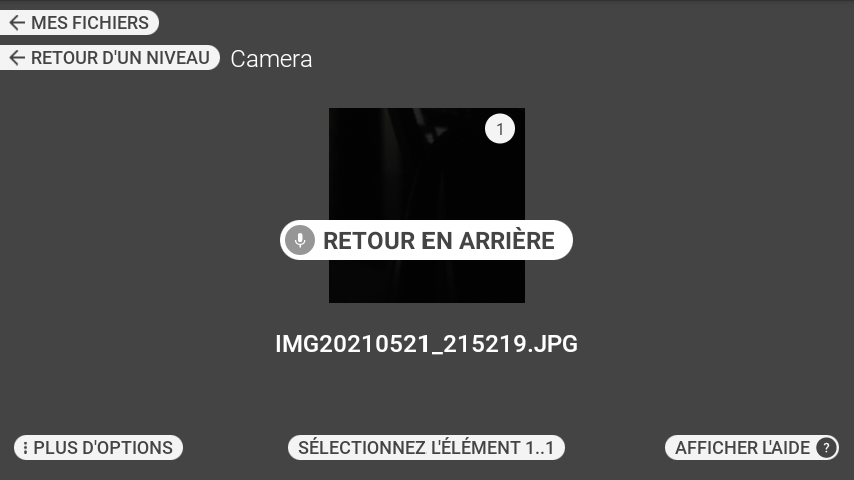 MES FICHIERS
RETOUR D'UN NIVEAU Camera
1
RETOUR EN ARRIÈRE
IMG20210521_215219.JPG
PLUS D'OPTIONS
SÉLECTIONNEZ L'ÉLÉMENT 1..1
AFFICHER L'AIDE ?